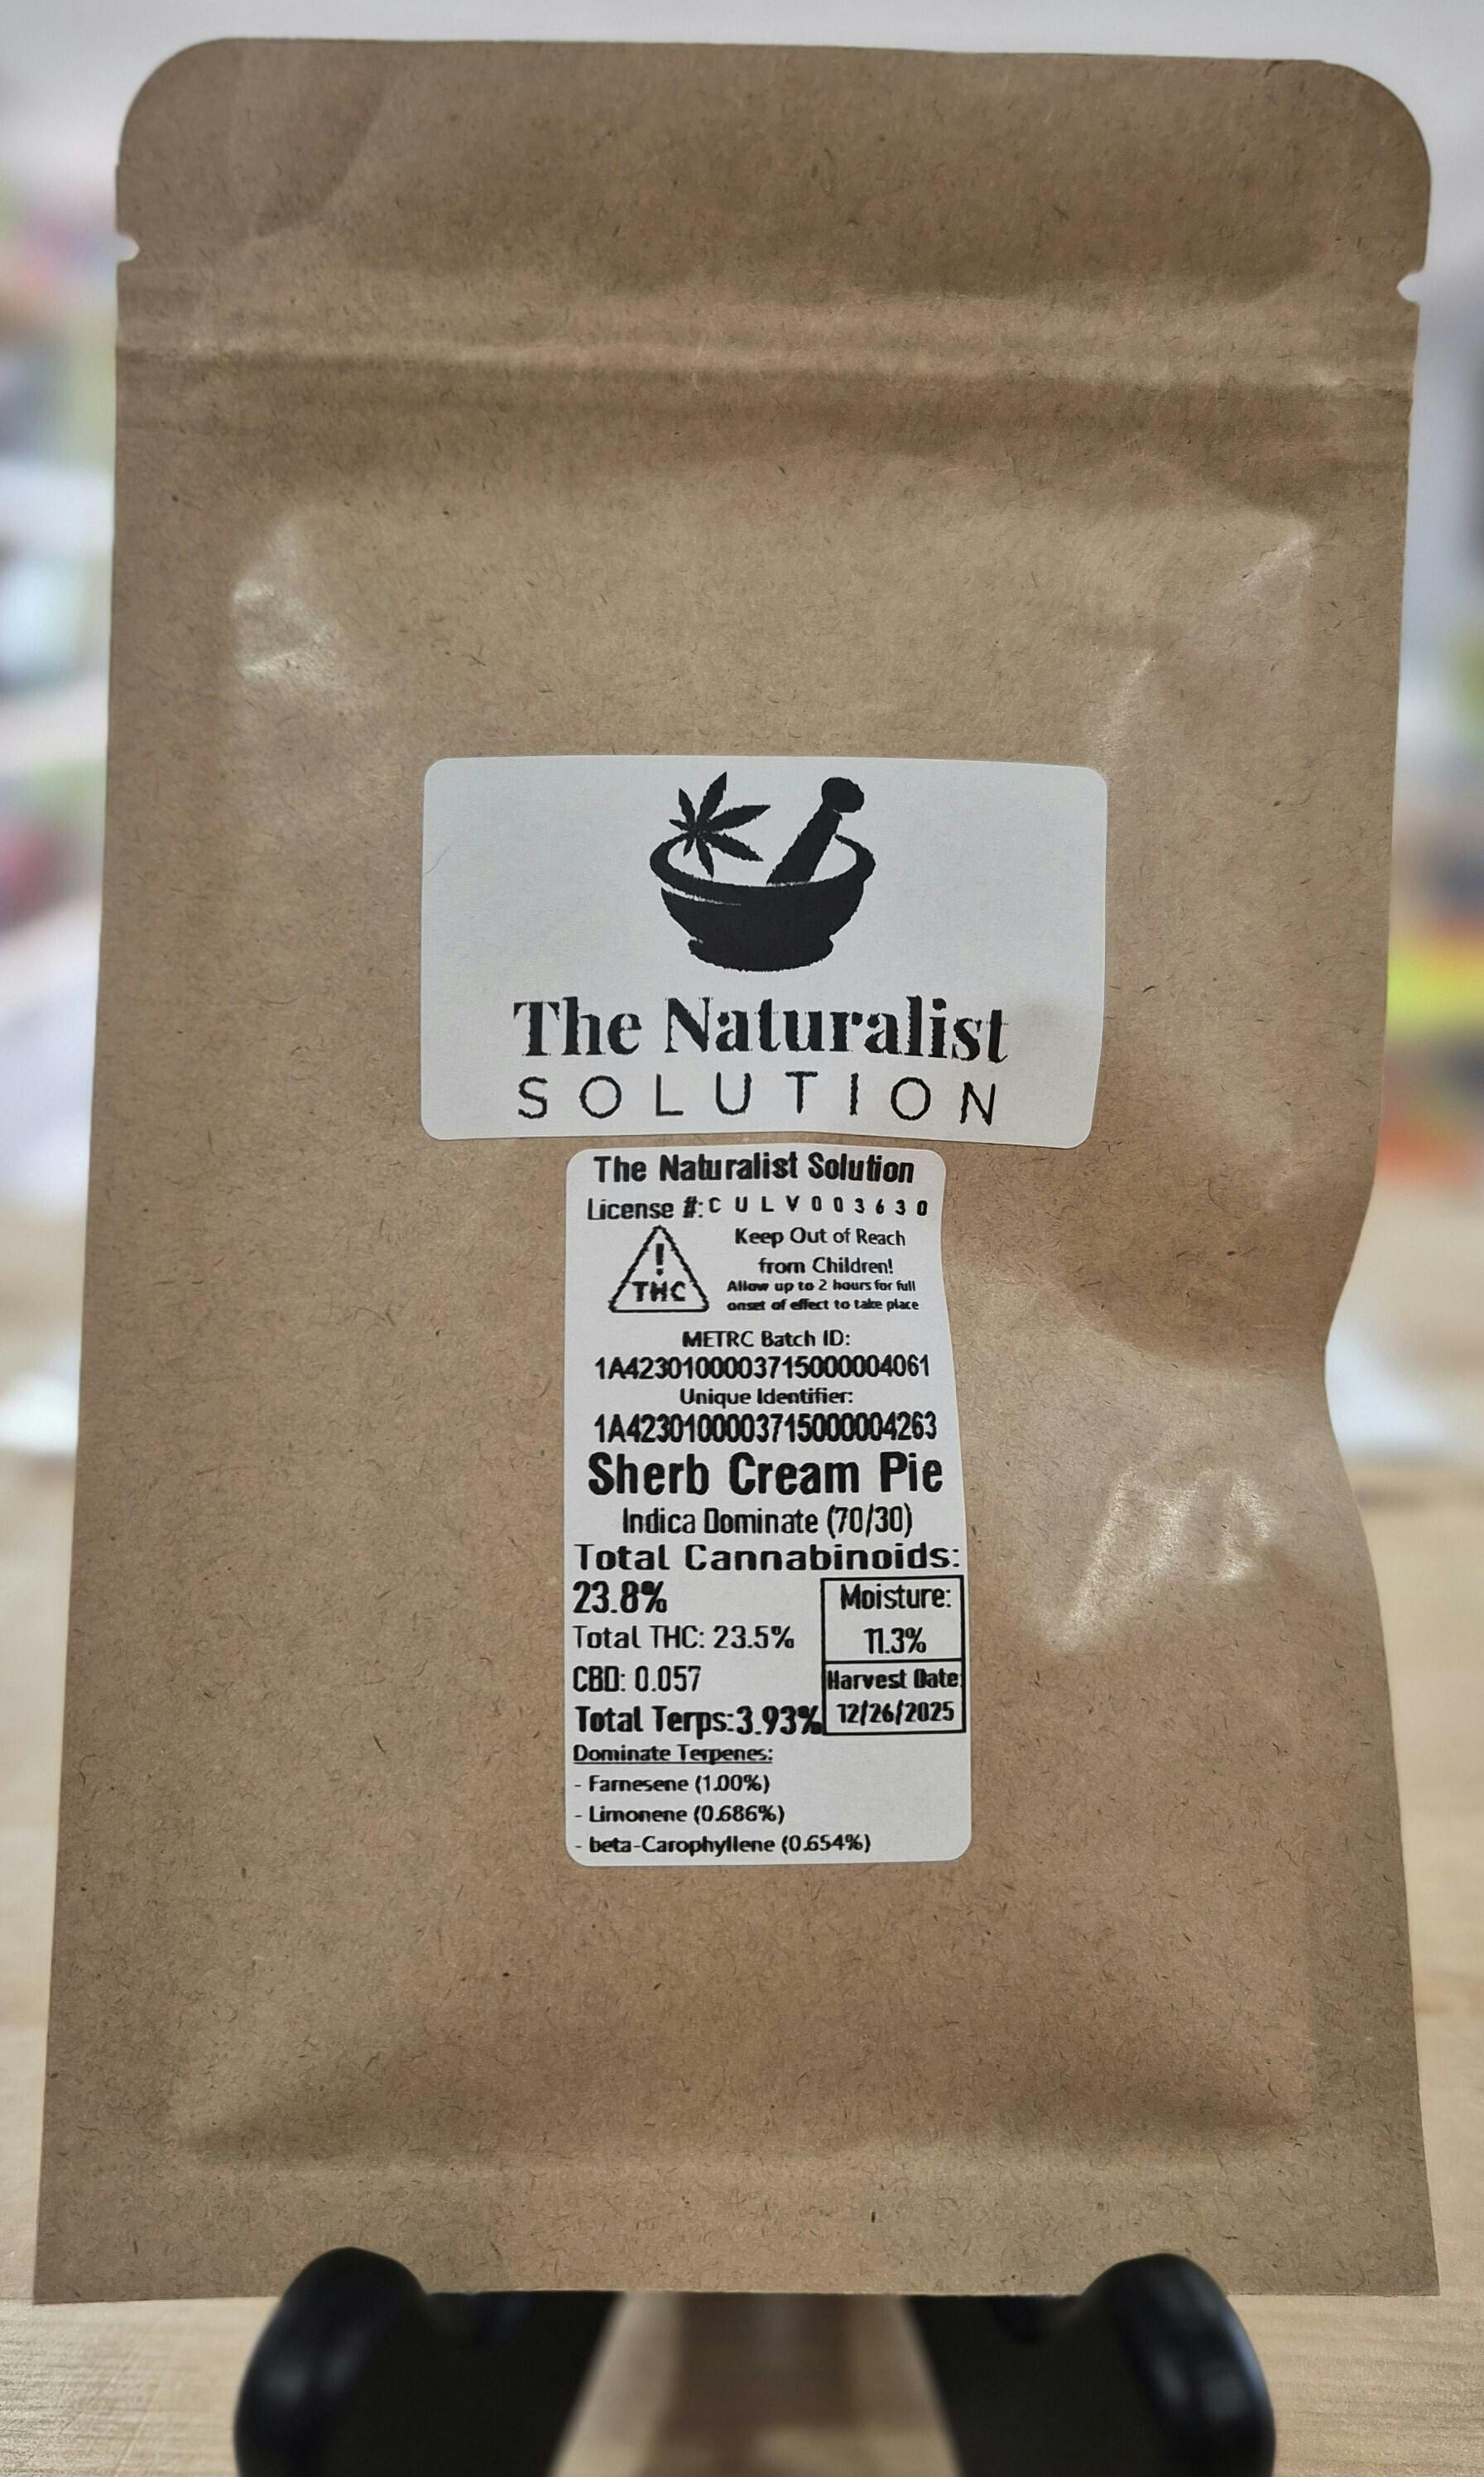 The Naturalist
SOLUTION
The Naturalist Solution
License #: CULV003630
!
THC
Keep Out of Reach
from Children!
Allow up to 2 hours for full
onset of effect to take place
METRC Batch ID:
1A4230100003715000004061
Unique Identifier:
1A4230100003715000004263
Sherb Cream Pie
Indica Dominate (70/30)
Total Cannabinoids:
23.8%
Total THC: 23.5%
CBD: 0.057
Total Terps:3.93%
Moisture:
11.3%
Harvest Date
12/26/2025
Dominate Terpenes:
- Farnesene (1.00%)
- Limonene (0.686%)
- beta-Carophyllene (0.654%)